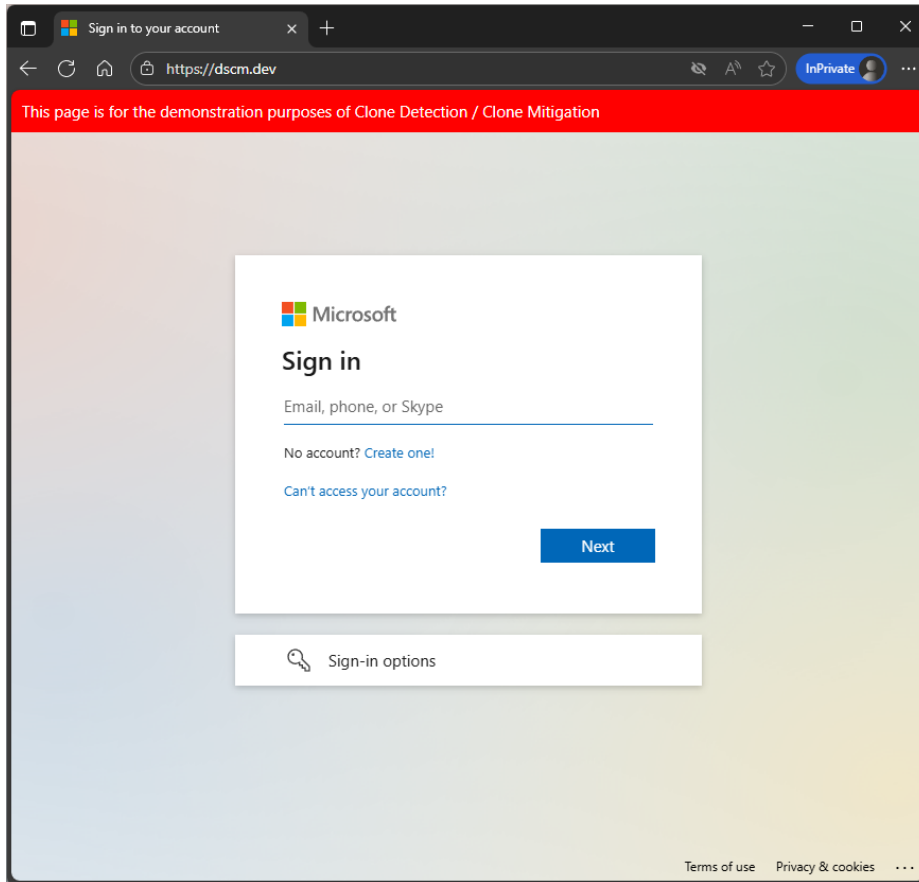 Sign in to your account
https://dscm.dev
InPrivate
This page is for the demonstration purposes of Clone Detection / Clone Mitigation
Microsoft
Sign in
Email, phone, or Skype
No account? Create one!
Can't access your account?
Next
Sign-in options
Terms of use Privacy & cookies ...